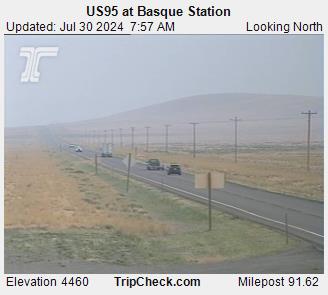 US95 at Basque Station
Updated: Jul 30 2024 7:57 AM Looking North
Elevation 4460 TripCheck.com Milepost 91.62